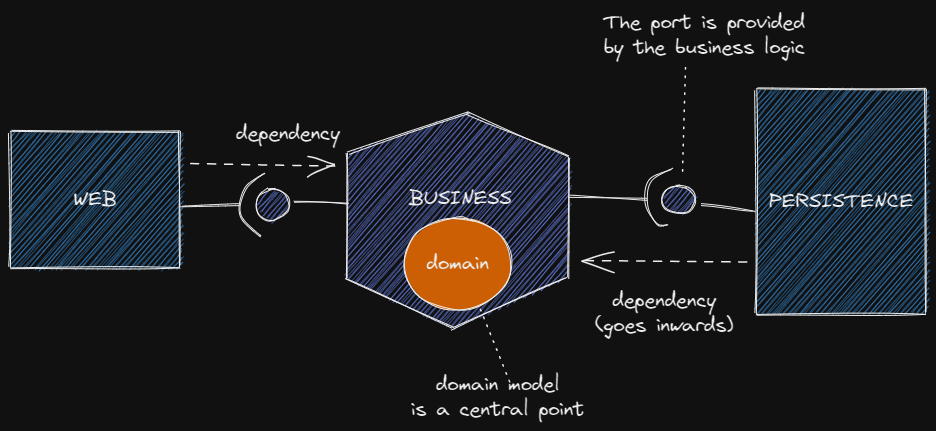 The port is provided
by the business logic
dependency
WEB
BUSINESS
PERSISTENCE
domain
dependency
(goes inwards)
domain model
is a central point